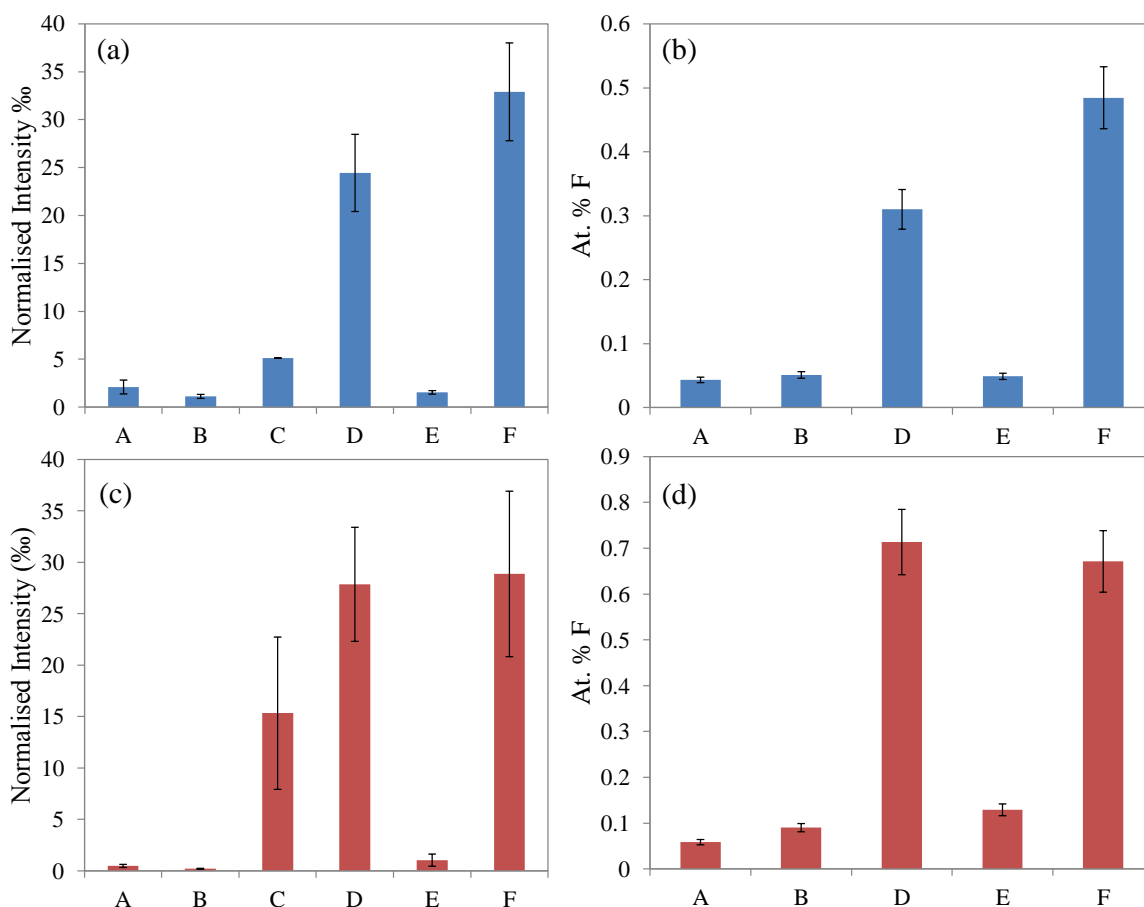 (a)
Normalised Intensity ‰
40
35
30
25
20
15
10
5
0
A B C D E F
(b)
At. % F
0.6
0.5
0.4
0.3
0.2
0.1
0
A B D E F
(c)
Normalised Intensity (‰)
40
35
30
25
20
15
10
5
0
A B C D E F
(d)
At. % F
0.9
0.8
0.7
0.6
0.5
0.4
0.3
0.2
0.1
0
A B D E F